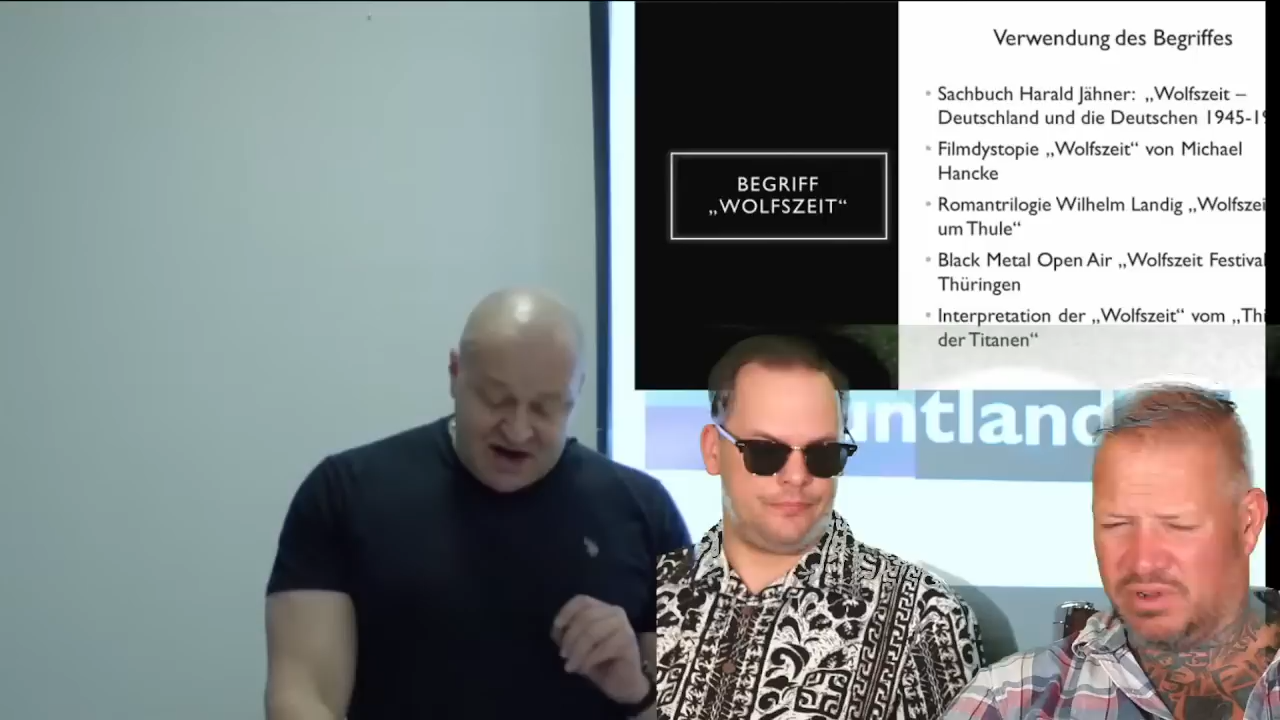 Verwendung des Begriffes
BEGRIFF
„WOLFSZEIT“
• Sachbuch Harald Jähner: „Wolfszeit –
Deutschland und die Deutschen 1945-1
• Filmdystopie „Wolfszeit“ von Michael
Hancke
• Romantrilogie Wilhelm Landig „Wolfszei
um Thule“
• Black Metal Open Air „Wolfszeit Festival
Thüringen
• Interpretation der „Wolfszeit“ vom „Thi
der Titanen“
untland